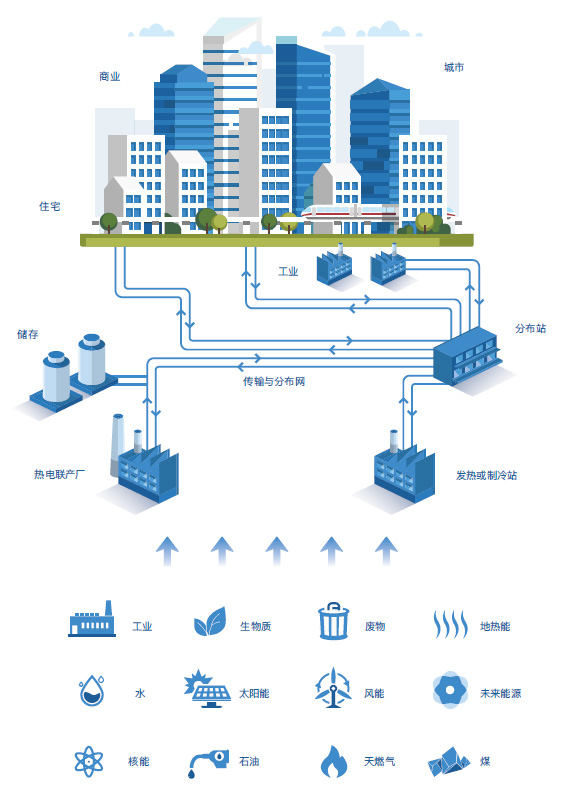 商业
城市
住宅
工业
储存
分布站
传输与分布网
热电联产厂
发热或制冷站
工业
生物质
废物
地热能
水
太阳能
风能
未来能源
核能
石油
天燃气
煤